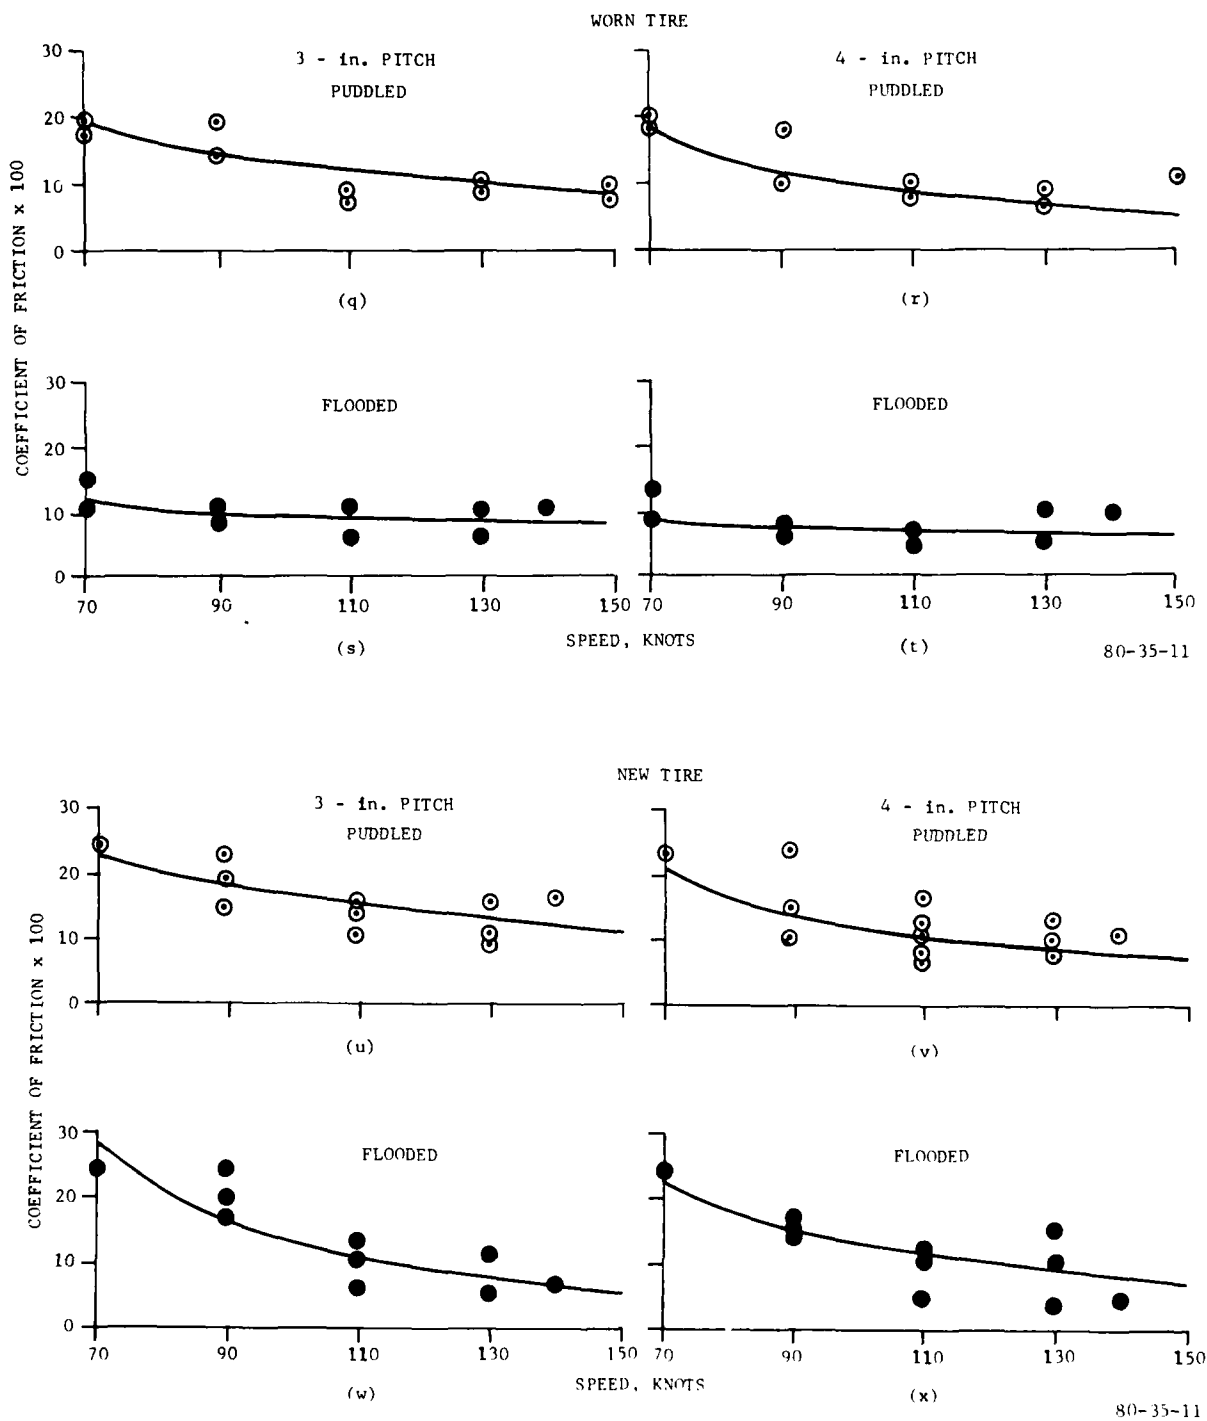 WORN TIRE
3 - in. PITCH
PUDDLED
4 - in. PITCH
PUDDLED
COEFFICIENT OF FRICTION x 100
30
20
10
0
(q)
(r)
FLOODED
FLOODED
30
20
10
0
70 90 110 130 150
70 90 110 130 150
(s)
SPEED, KNOTS
(t)
80-35-11
NEW TIRE
3 - in. PITCH
PUDDLED
4 - in. PITCH
PUDDLED
COEFFICIENT OF FRICTION x 100
30
20
10
0
(u)
(v)
FLOODED
FLOODED
30
20
10
0
70 90 110 130 150
70 90 110 130 150
(w)
SPEED, KNOTS
(x)
80-35-11